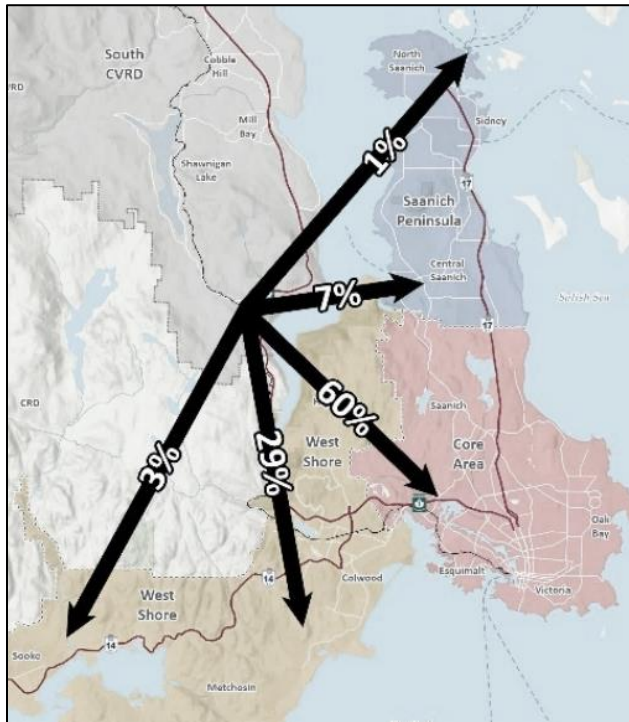 South
CVRD
Cobble
Hill
North
Saanich
Mill
Bay
Sidney
1%
Shawnigan
Lake
17
Saanich
Peninsula
Central
Saanich
7%
Salish Sea
17
CRD
60%
Saanich
West
Shore
Core
Area
29%
3%
1
Oak
Bay
14
Colwood
Esquimalt
Victoria
West
Shore
Sooke
14
Metchosin